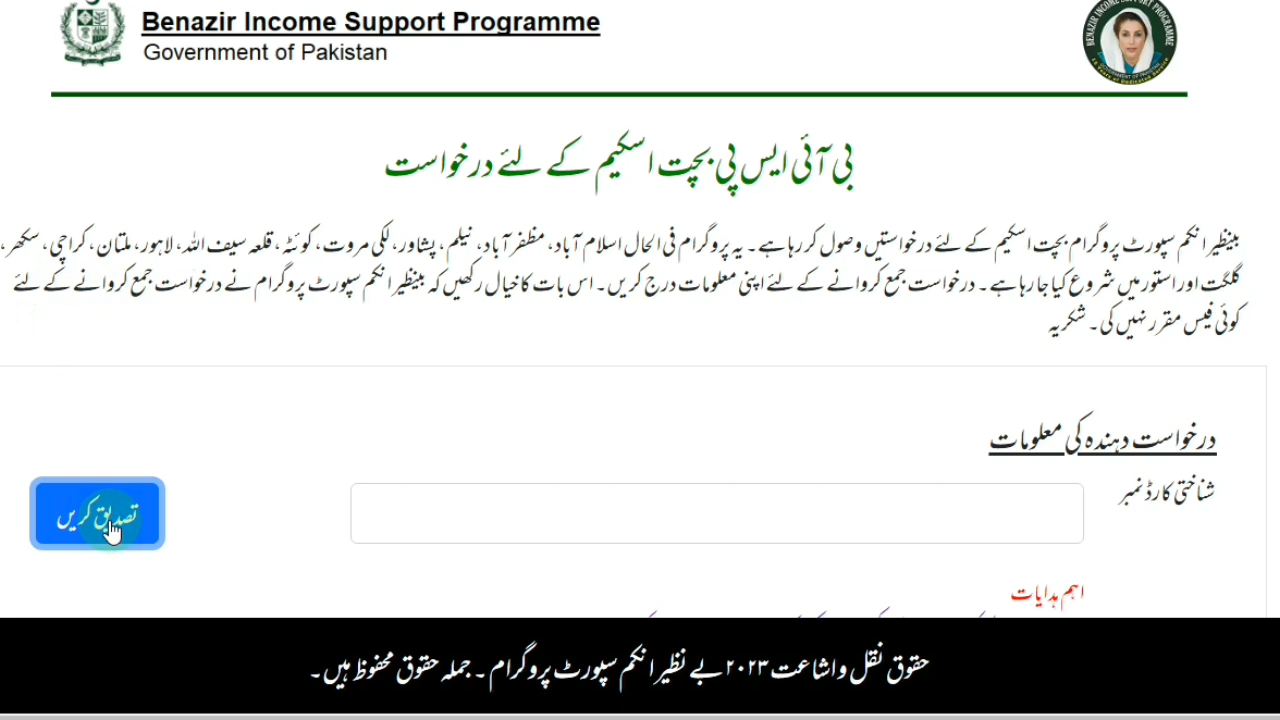 Benazir Income Support Programme
Government of Pakistan
BENAZIR INCOME SUPPORT PROGRAMME
بی آئی ایس پی بچت اسکیم کے لئے درخواست
بینظیر انکم سپورٹ پروگرام بچت اسکیم کے لئے درخواستیں وصول کر رہا ہے۔ یہ پروگرام فی الحال اسلام آباد، مظفر آباد، نیلم، پشاور، لکی مروت، کوئٹہ، قلعہ سیف اللہ، لاہور، ملتان، کراچی، سکھر،
گلگت اور استور میں شروع کیا جا رہا ہے۔ درخواست جمع کروانے کے لئے اپنی معلومات درج کریں۔ اس بات کا خیال رکھیں کہ بینظیر انکم سپورٹ پروگرام نے درخواست جمع کروانے کے لئے
کوئی فیس مقرر نہیں کی۔ شکریہ
درخواست دہندہ کی معلومات
شناختی کارڈ نمبر
تصدیق کریں
اہم ہدایات
حقوق نقل و اشاعت ۲۰۲۳ بے نظیر انکم سپورٹ پروگرام۔ جملہ حقوق محفوظ ہیں۔